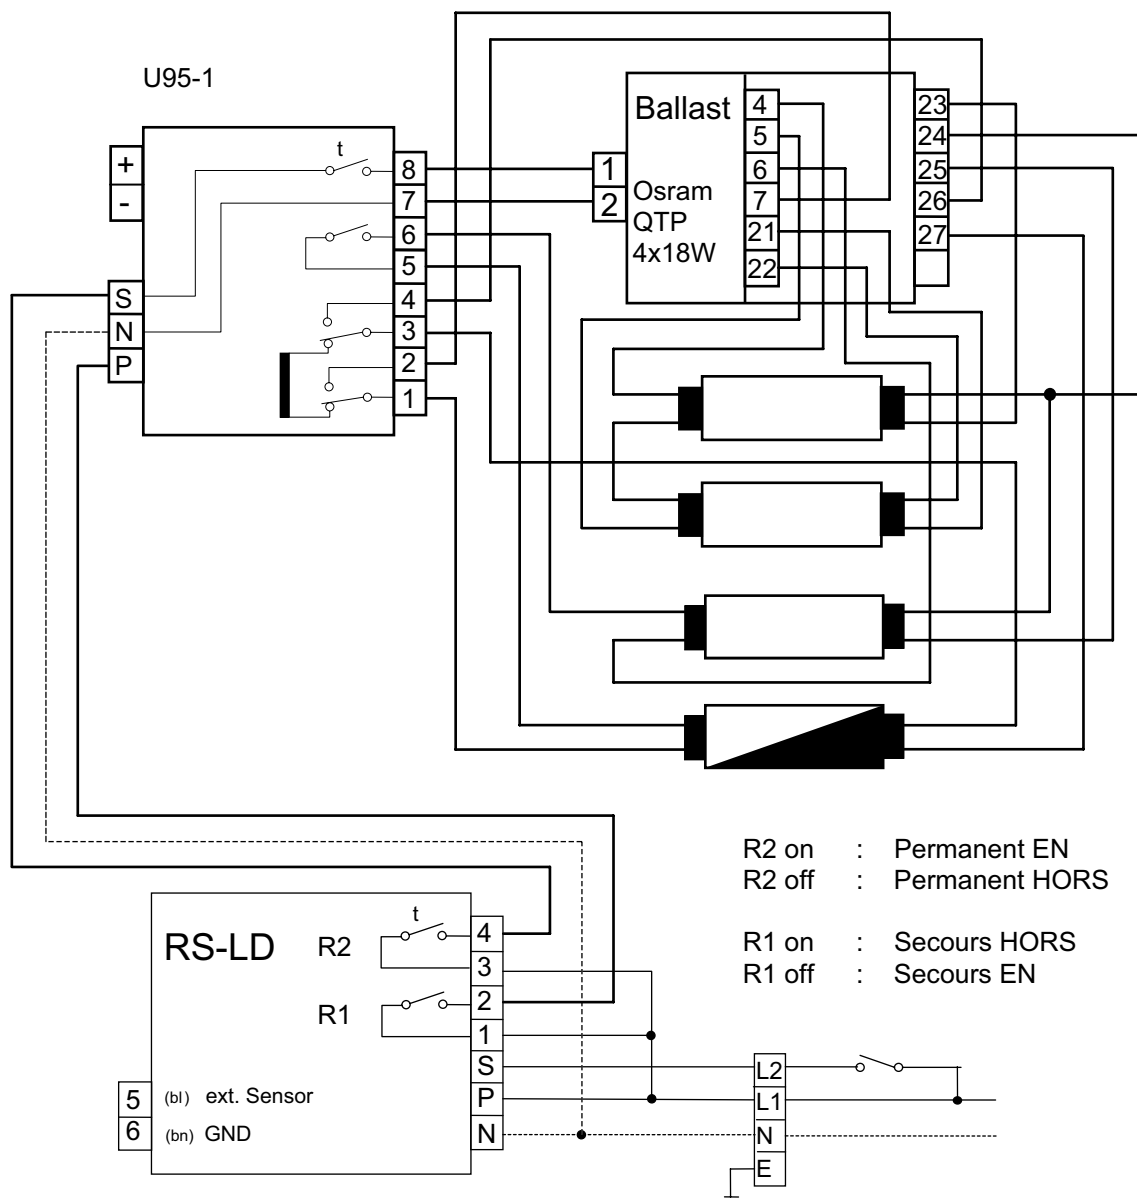 U95-1
+
-
S
N
P
t
8
7
6
5
4
3
2
1
1
2
Ballast
Osram
QTP
4x18W
4
5
6
7
21
22
23
24
25
26
27
R2 on : Permanent EN
R2 off : Permanent HORS
R1 on : Secours HORS
R1 off : Secours EN
RS-LD
R2
t
R1
4
3
2
1
S
P
N
5 (bl) ext. Sensor
6 (bn) GND
L2
L1
N
E